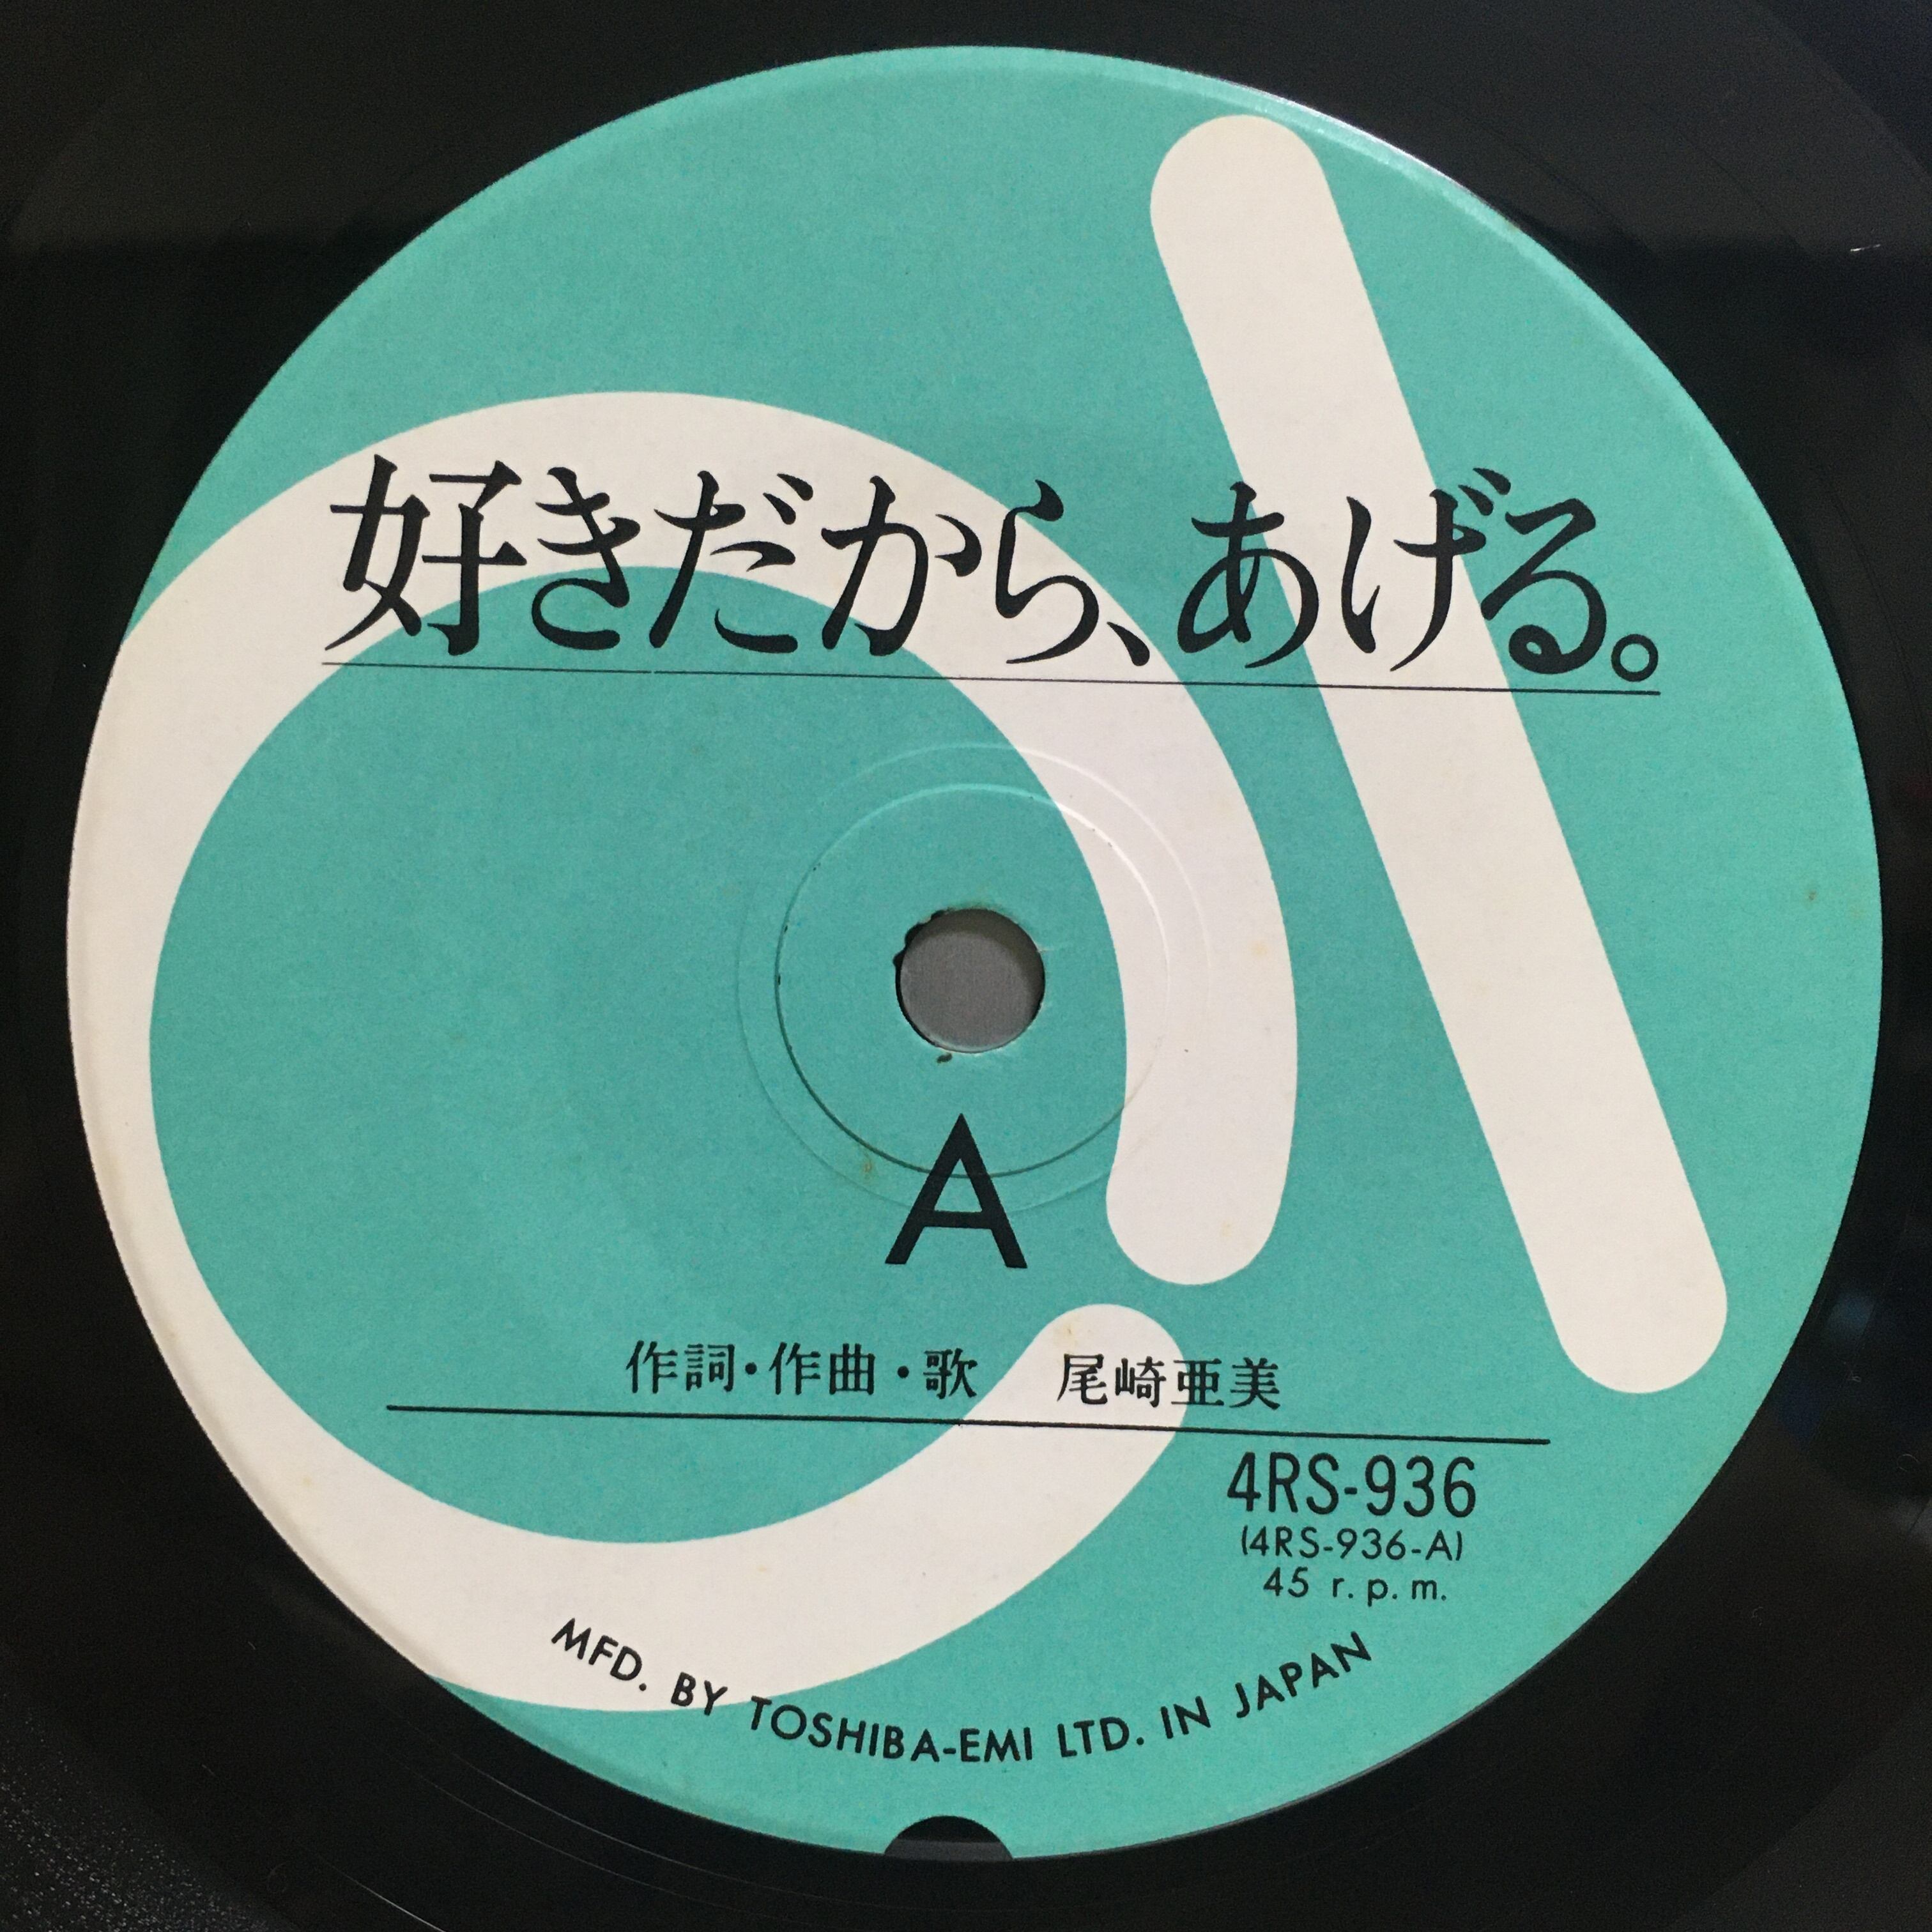 好きだから、あげる。
A
作詞・作曲・歌 尾崎亜美
4RS-936
(4RS-936-A)
45 r.p.m.
MFD. BY TOSHIBA-EMI LTD. IN JAPAN